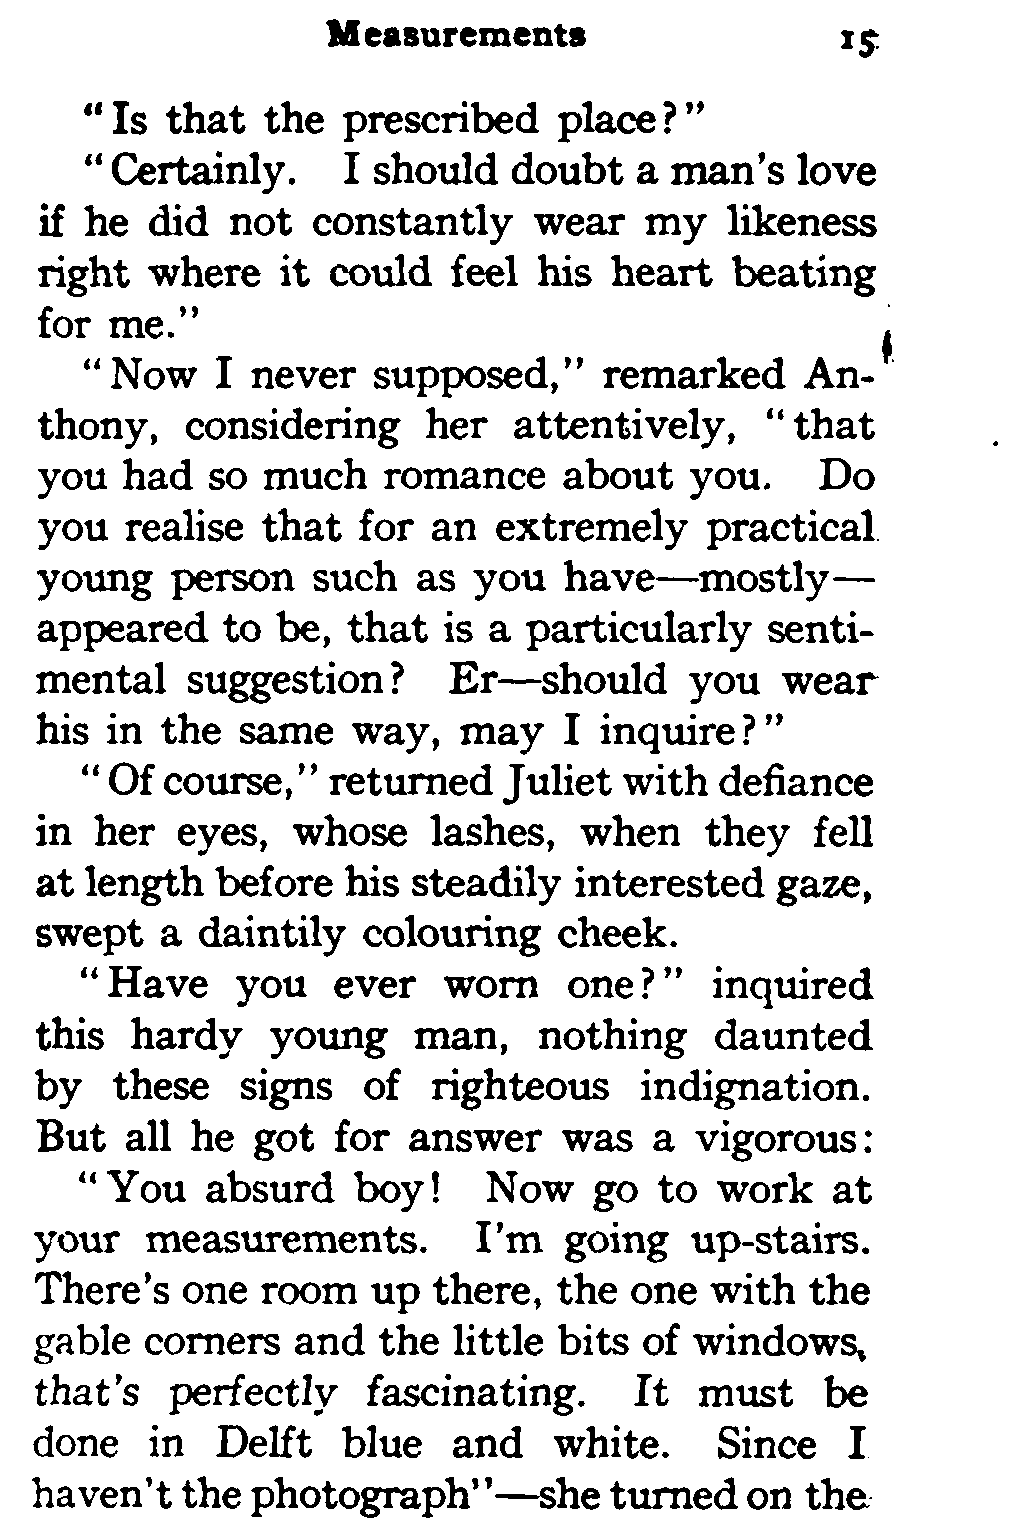 Measurements 15
"Is that the prescribed place?"
"Certainly. I should doubt a man's love
if he did not constantly wear my likeness
right where it could feel his heart beating
for me."
"Now I never supposed," remarked An-
thony, considering her attentively, "that
you had so much romance about you. Do
you realise that for an extremely practical
young person such as you have—mostly—
appeared to be, that is a particularly senti-
mental suggestion? Er—should you wear
his in the same way, may I inquire?"
"Of course," returned Juliet with defiance
in her eyes, whose lashes, when they fell
at length before his steadily interested gaze,
swept a daintily colouring cheek.
"Have you ever worn one?" inquired
this hardy young man, nothing daunted
by these signs of righteous indignation.
But all he got for answer was a vigorous:
"You absurd boy! Now go to work at
your measurements. I'm going up-stairs.
There's one room up there, the one with the
gable corners and the little bits of windows,
that's perfectly fascinating. It must be
done in Delft blue and white. Since I
haven't the photograph"—she turned on the